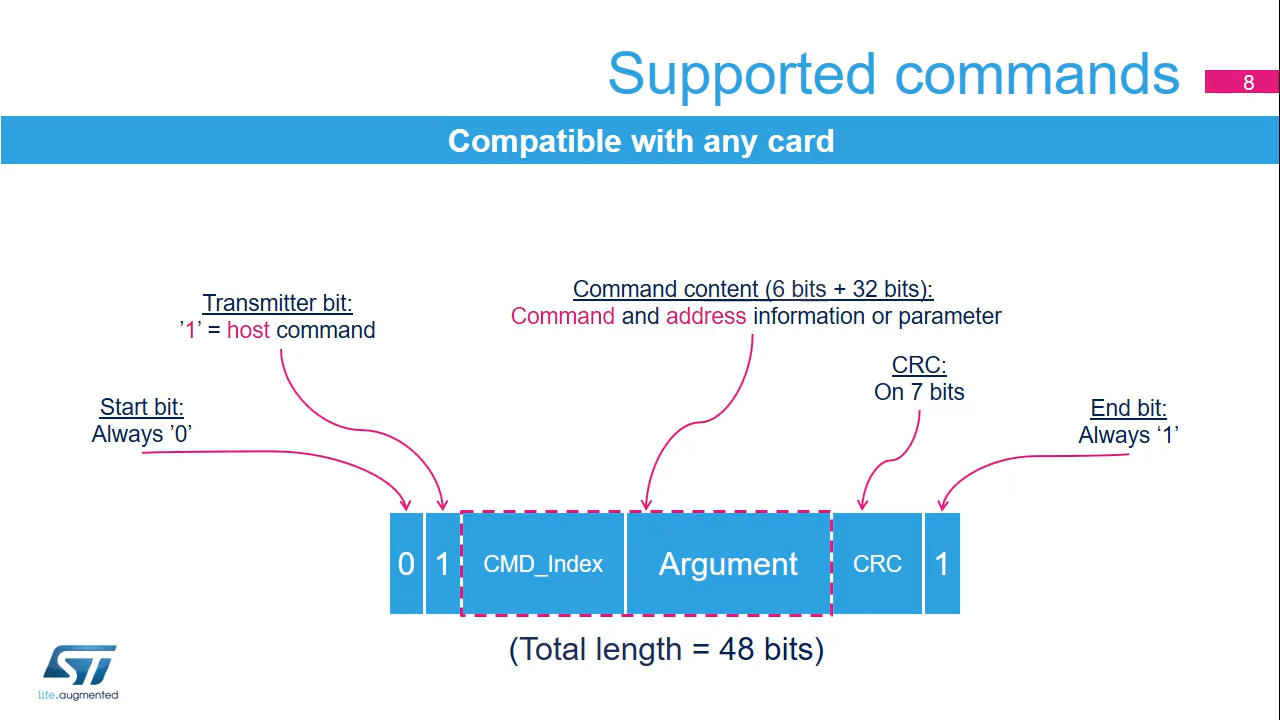 Supported commands
8
Compatible with any card
Transmitter bit:
’1’ = host command
Command content (6 bits + 32 bits):
Command and address information or parameter
CRC:
On 7 bits
Start bit:
Always ’0’
End bit:
Always ‘1’
0 1 CMD_Index Argument CRC 1
(Total length = 48 bits)
ST
life.augmented